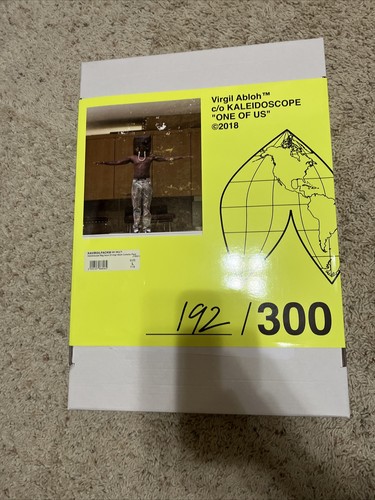 Virgil Abloh™
c/o KALEIDOSCOPE
"ONE OF US"
©2018
192 / 300